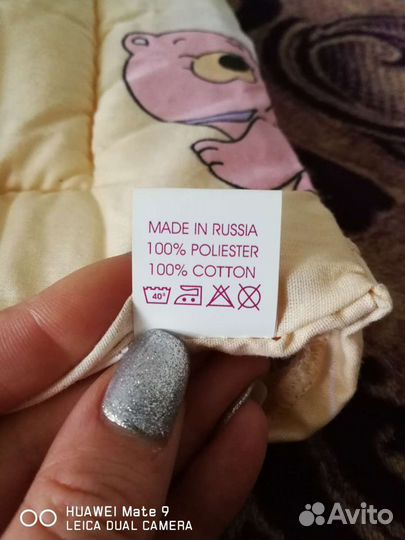 MADE IN RUSSIA
100% POLIESTER
100% COTTON
40°
HUAWEI Mate 9
LEICA DUAL CAMERA
Avito